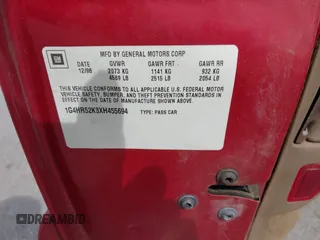 GM
MFD BY GENERAL MOTORS CORP
DATE GVWR GAWR FRT GAWR RR
12/98 2073 KG 1141 KG 932 KG
4569 LB 2515 LB 2054 LB
THIS VEHICLE CONFORMS TO ALL APPLICABLE U.S. FEDERAL MOTOR
VEHICLE SAFETY, BUMPER, AND THEFT PREVENTION STANDARDS IN
EFFECT ON THE DATE OF MANUFACTURE SHOWN ABOVE.
1G4HR52K3XH455694 TYPE: PASS CAR
DREAMBID